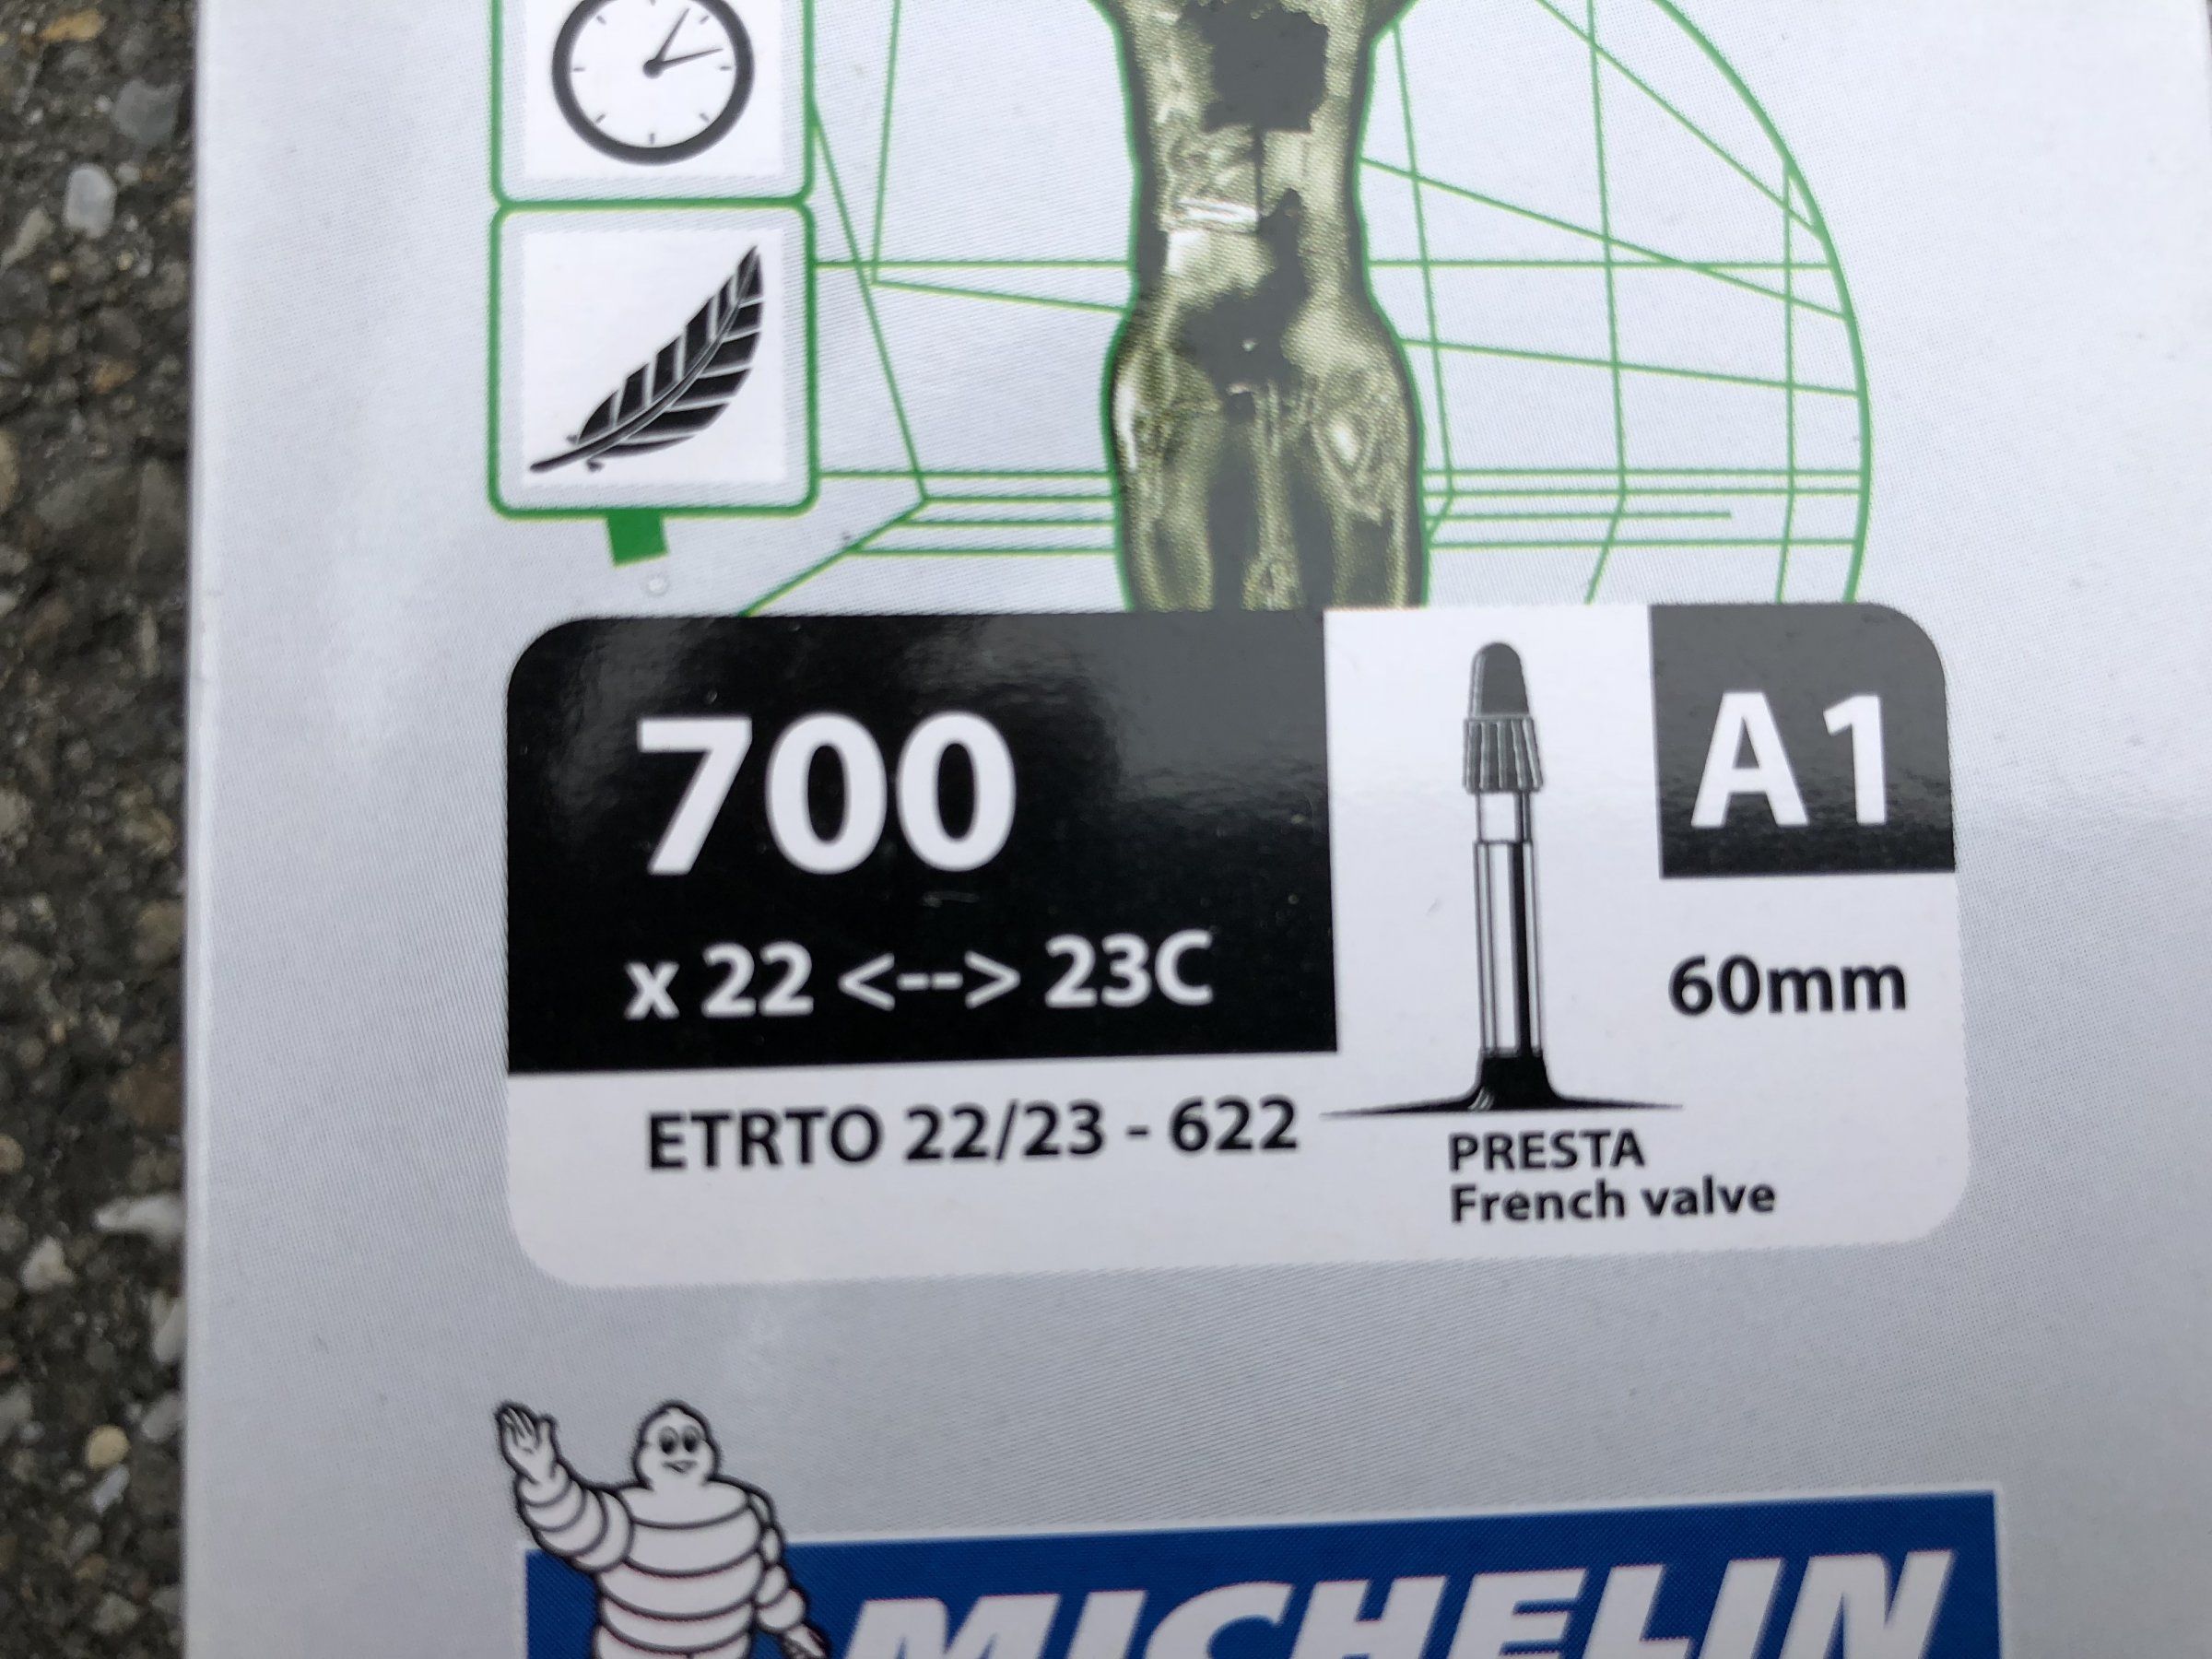 700
x 22 <--> 23C
ETRTO 22/23 - 622
A1
60mm
PRESTA
French valve
MICHELIN